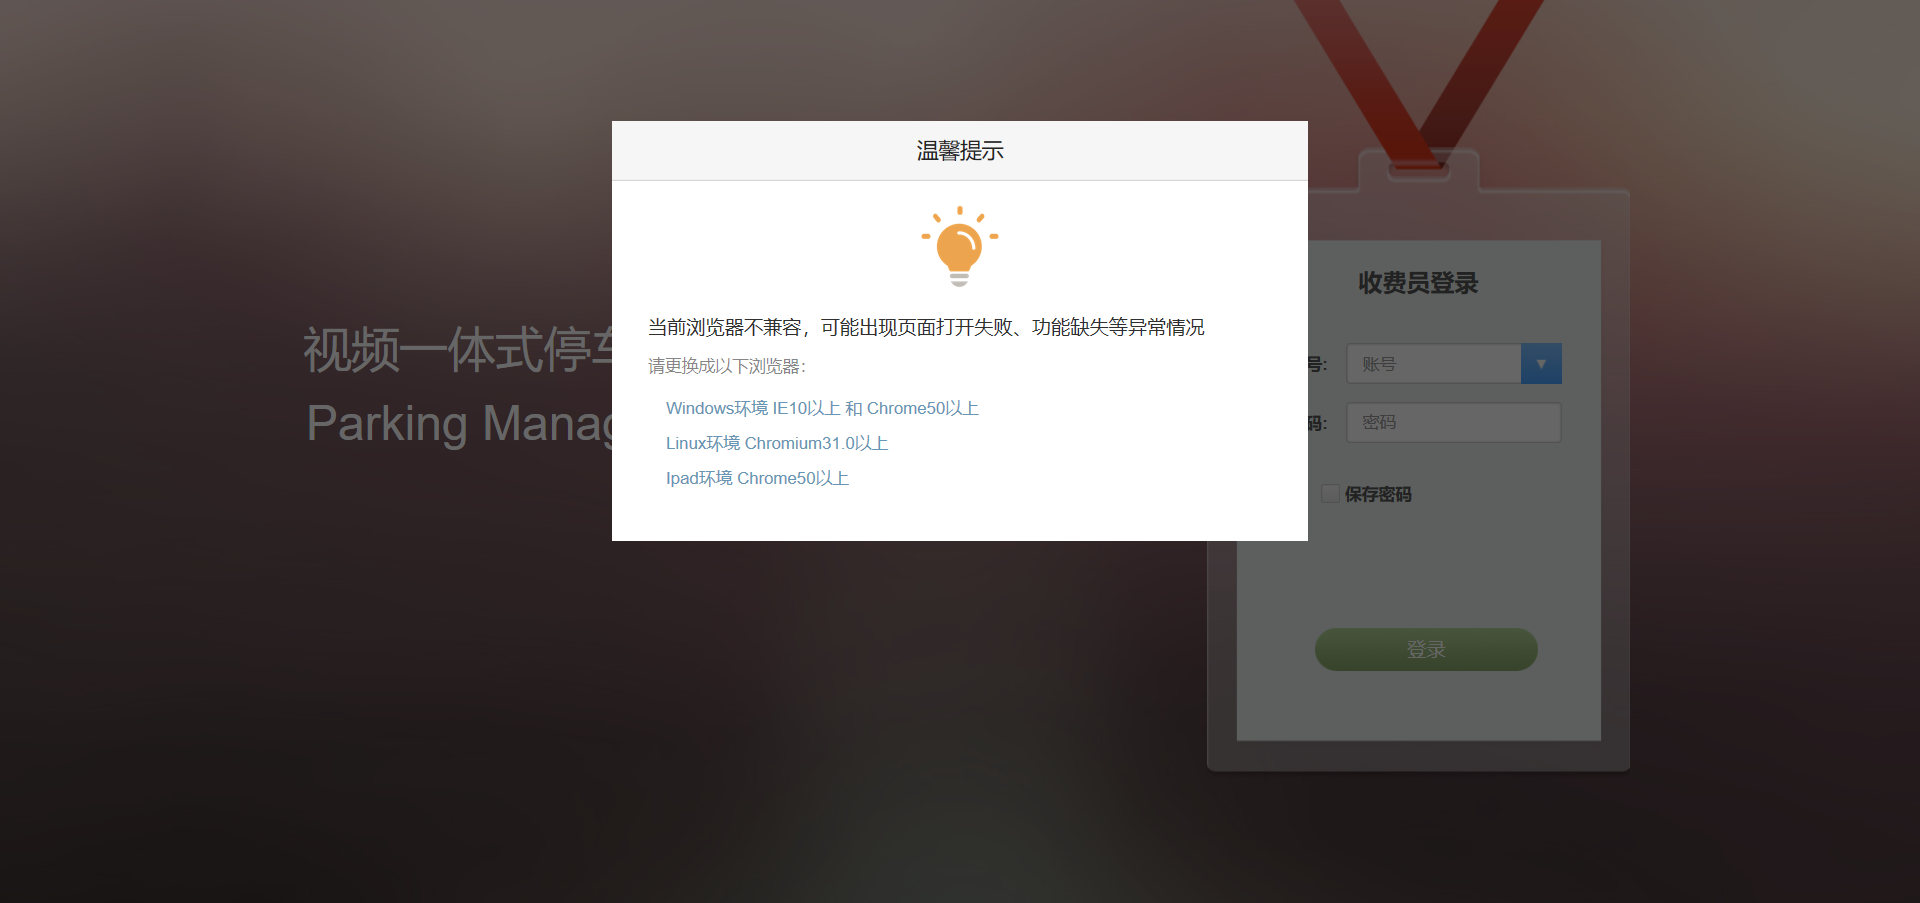 温馨提示
当前浏览器不兼容，可能出现页面打开失败、功能缺失等异常情况
请更换成以下浏览器：
Windows环境 IE10以上 和 Chrome50以上
Linux环境 Chromium31.0以上
Ipad环境 Chrome50以上
视频一体式停车
Parking Manag
收费员登录
号:
账号
码:
密码
保存密码
登录